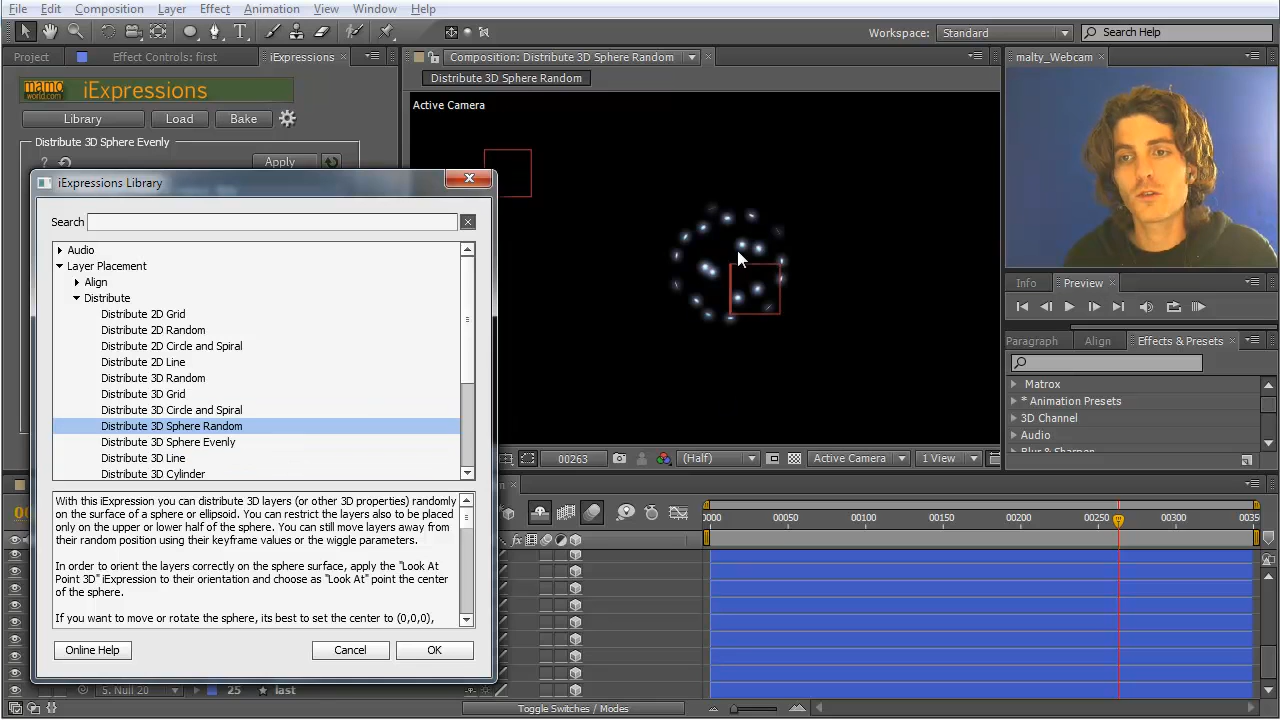 File Edit Composition Layer Effect Animation View Window Help
Workspace: Standard Search Help
Project Effect Controls: first iExpressions
Composition: Distribute 3D Sphere Random
malty_Webcam
mamo world.com iExpressions
Distribute 3D Sphere Random
Library Load Bake
Active Camera
Distribute 3D Sphere Evenly
? Apply
iExpressions Library
Search
Audio
Layer Placement
Align
Distribute
Distribute 2D Grid
Distribute 2D Random
Distribute 2D Circle and Spiral
Distribute 2D Line
Distribute 3D Random
Distribute 3D Grid
Distribute 3D Circle and Spiral
Distribute 3D Sphere Random
Distribute 3D Sphere Evenly
Distribute 3D Line
Distribute 3D Cylinder
With this iExpression you can distribute 3D layers (or other 3D properties) randomly
on the surface of a sphere or ellipsoid. You can restrict the layers also to be placed
only on the upper or lower half of the sphere. You can still move layers away from
their random position using their keyframe values or the wiggle parameters.
In order to orient the layers correctly on the sphere surface, apply the "Look At
Point 3D" iExpression to their orientation and choose as "Look At" point the center
of the sphere.
If you want to move or rotate the sphere, its best to set the center to (0,0,0),
Online Help Cancel OK
Info Preview
Paragraph Align Effects & Presets
Matrox
* Animation Presets
3D Channel
Audio
Blur & Sharpen
00263 (Half) Active Camera 1 View
0000 00050 00100 00150 00200 00250 00300 0035
5. Null 20 25 last
Toggle Switches / Modes